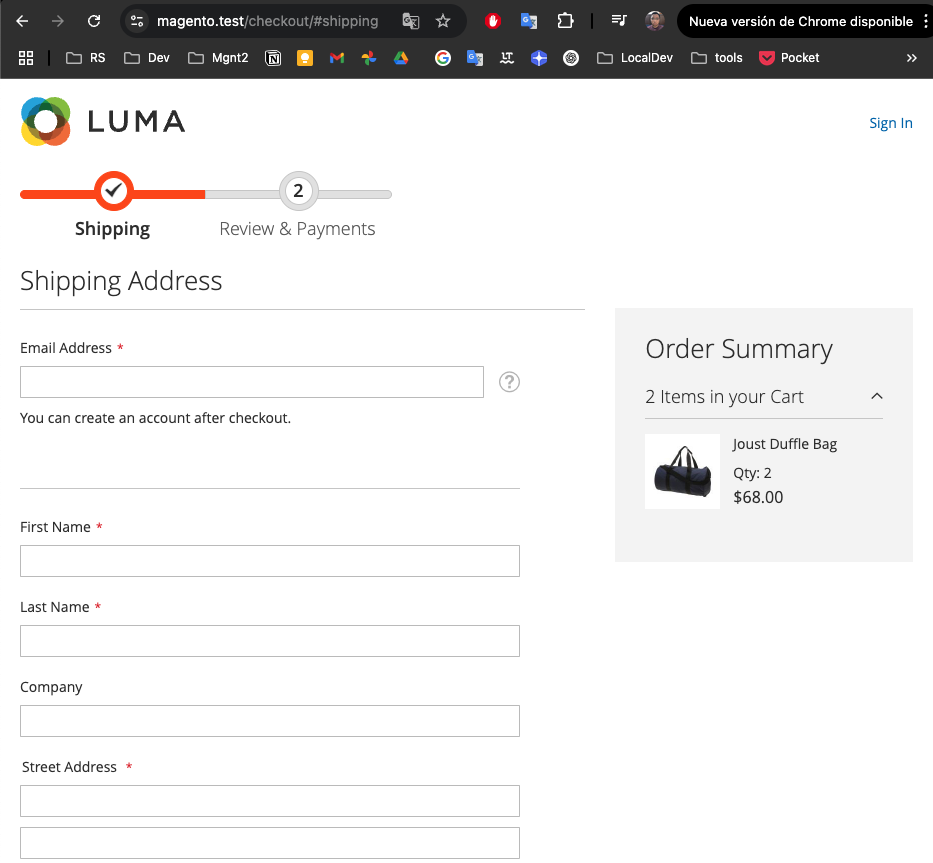 magento.test/checkout/#shipping
Nueva versión de Chrome disponible
RS
Dev
Mgnt2
LocalDev
tools
Pocket
LUMA
Sign In
2
Shipping
Review & Payments
Shipping Address
Email Address *
?
You can create an account after checkout.
First Name *
Last Name *
Company
Street Address *
Order Summary
2 Items in your Cart
Joust Duffle Bag
Qty: 2
$68.00